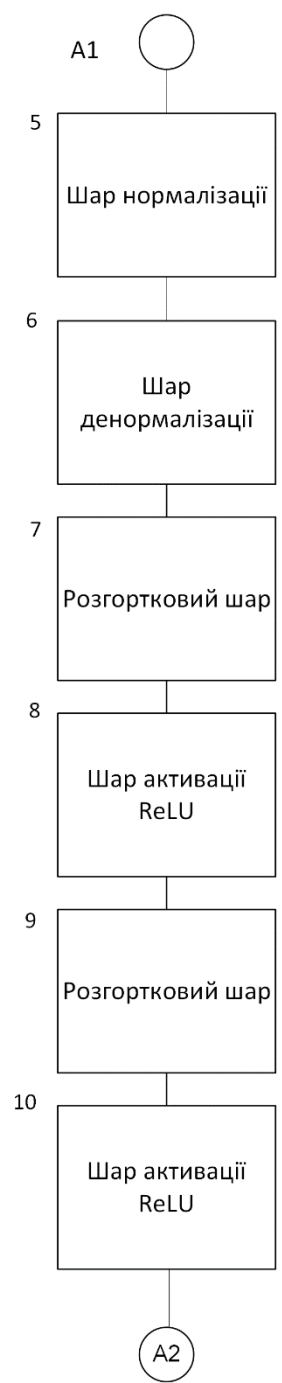 A1
5
Шар нормалізації
6
Шар
денормалізації
7
Розгортковий шар
8
Шар активації
ReLU
9
Розгортковий шар
10
Шар активації
ReLU
A2